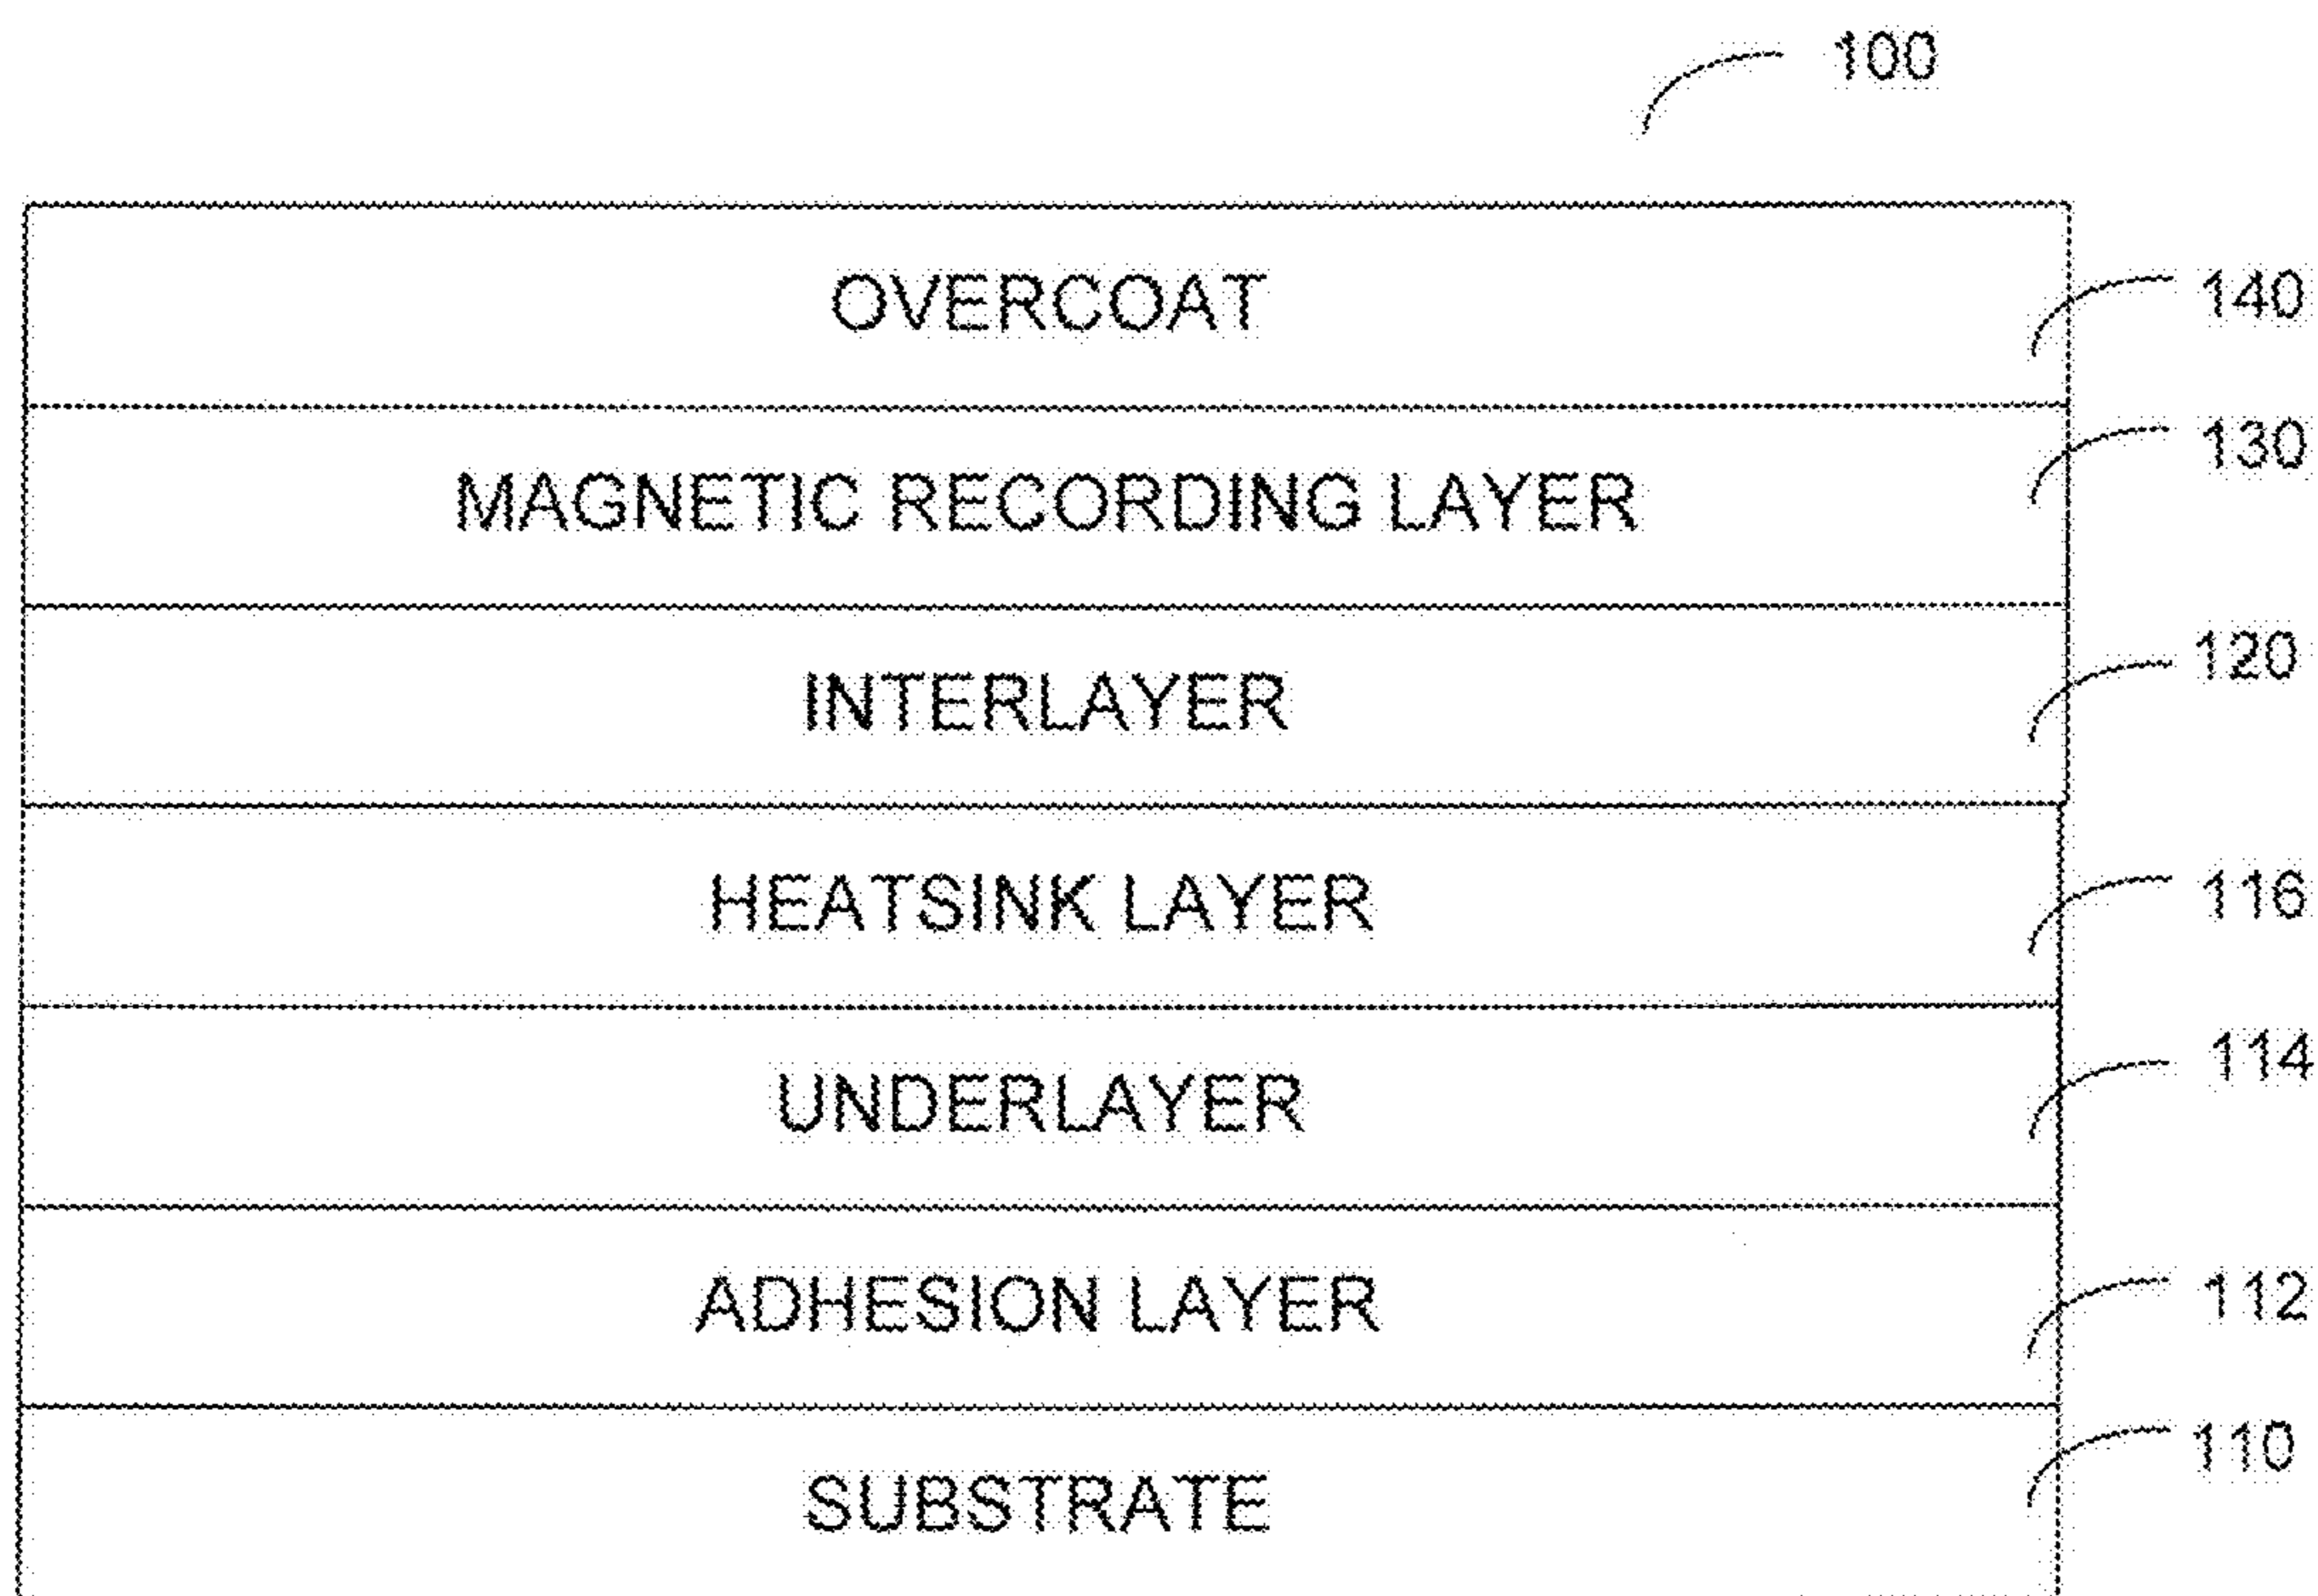 100
OVERCOAT 140
MAGNETIC RECORDING LAYER 130
INTERLAYER 120
HEATSINK LAYER 116
UNDERLAYER 114
ADHESION LAYER 112
SUBSTRATE 110